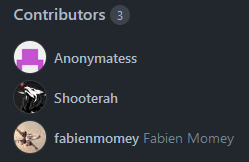 Contributors 3
Anonymatess
Shooterah
fabienmomey Fabien Momey